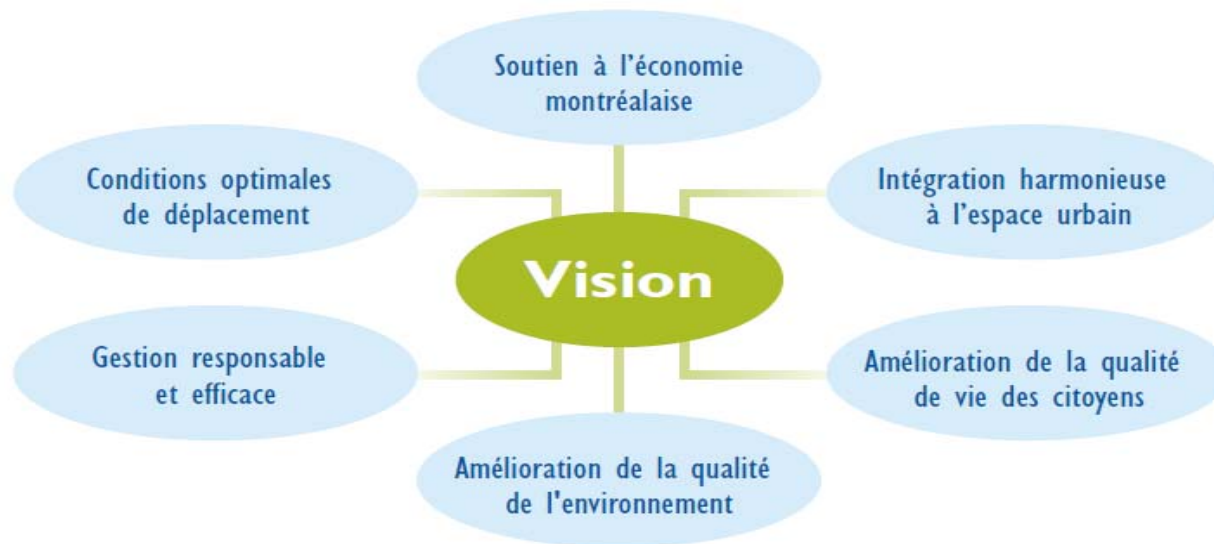 Soutien à l'économie
montréalaise
Conditions optimales
de déplacement
Intégration harmonieuse
à l'espace urbain
Vision
Gestion responsable
et efficace
Amélioration de la qualité
de vie des citoyens
Amélioration de la qualité
de l'environnement